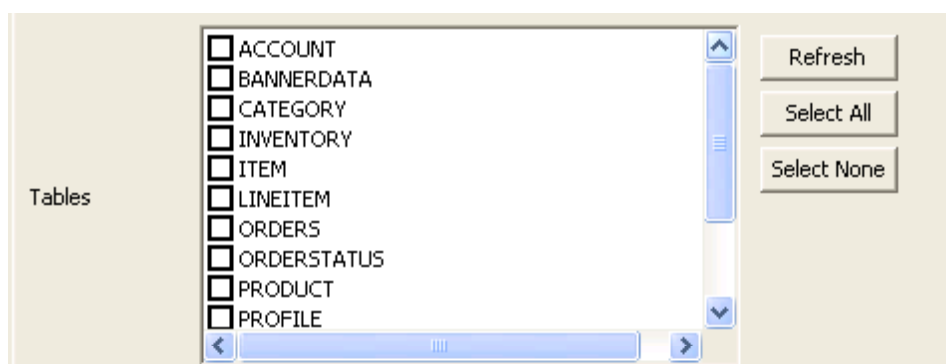 Tables
ACCOUNT
BANNERDATA
CATEGORY
INVENTORY
ITEM
LINEITEM
ORDERS
ORDERSTATUS
PRODUCT
PROFILE
Refresh
Select All
Select None